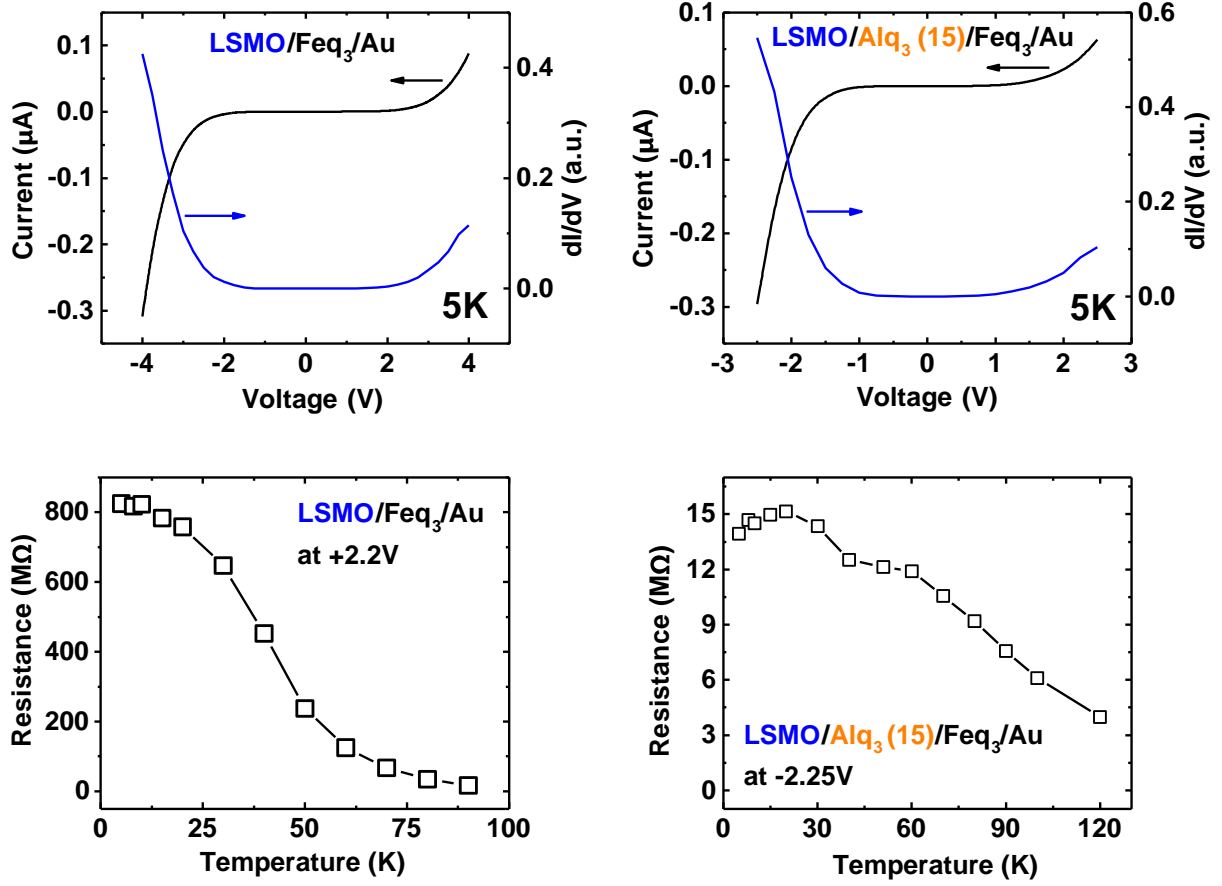 LSMO/Feq3/Au
0.1
0.0
-0.1
-0.2
-0.3
Current (µA)
0.4
0.2
0.0
dI/dV (a.u.)
5K
-4 -2 0 2 4
Voltage (V)
LSMO/Alq3 (15)/Feq3/Au
0.1
0.0
-0.1
-0.2
-0.3
Current (µA)
0.6
0.4
0.2
0.0
dI/dV (a.u.)
5K
-3 -2 -1 0 1 2 3
Voltage (V)
LSMO/Feq3/Au
at +2.2V
800
600
400
200
0
Resistance (MΩ)
0 25 50 75 100
Temperature (K)
15
12
9
6
3
0
Resistance (MΩ)
LSMO/Alq3 (15)/Feq3/Au
at -2.25V
0 30 60 90 120
Temperature (K)